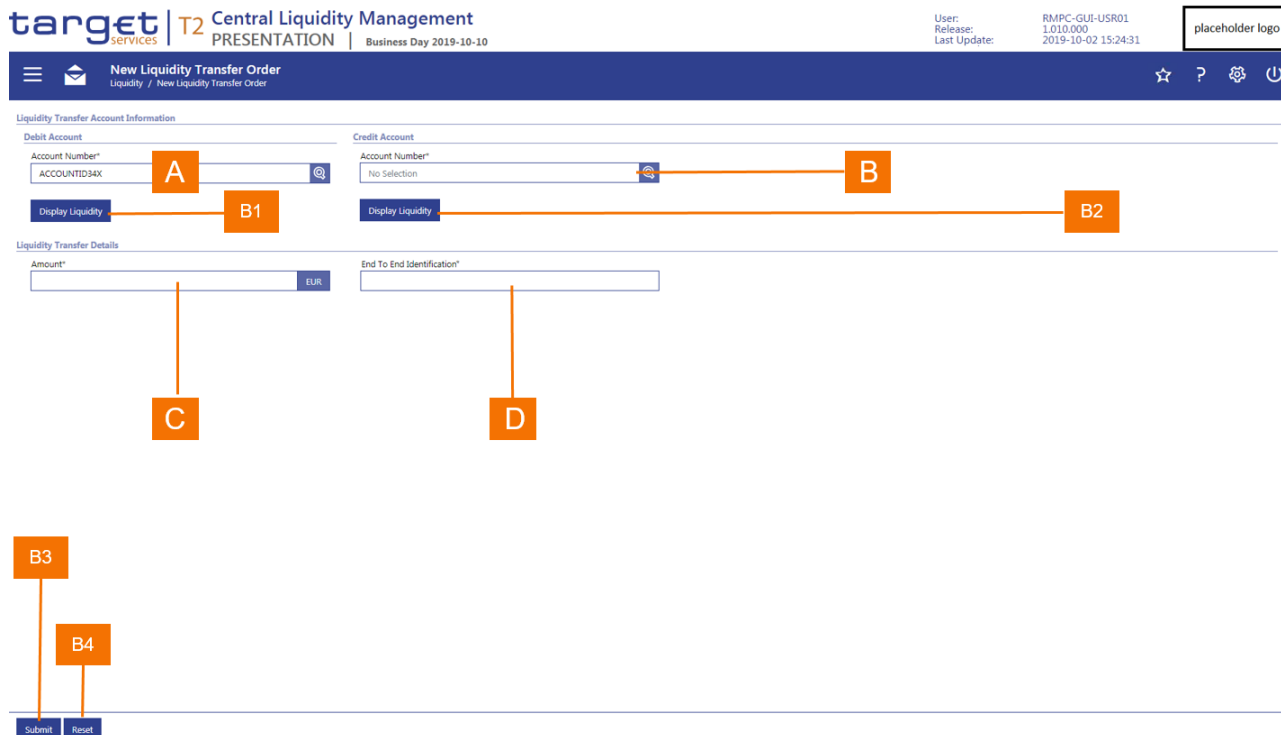 target services | T2 Central Liquidity Management
PRESENTATION | Business Day 2019-10-10
User: RMPC-GUI-USR01
Release: 1.010.000
Last Update: 2019-10-02 15:24:31
placeholder logo
New Liquidity Transfer Order
Liquidity / New Liquidity Transfer Order
?
Liquidity Transfer Account Information
Debit Account Credit Account
Account Number* Account Number*
ACCOUNTID34X A No Selection B
Display Liquidity B1 Display Liquidity B2
Liquidity Transfer Details
Amount* End To End Identification*
EUR
C D
B3
B4
Submit Reset